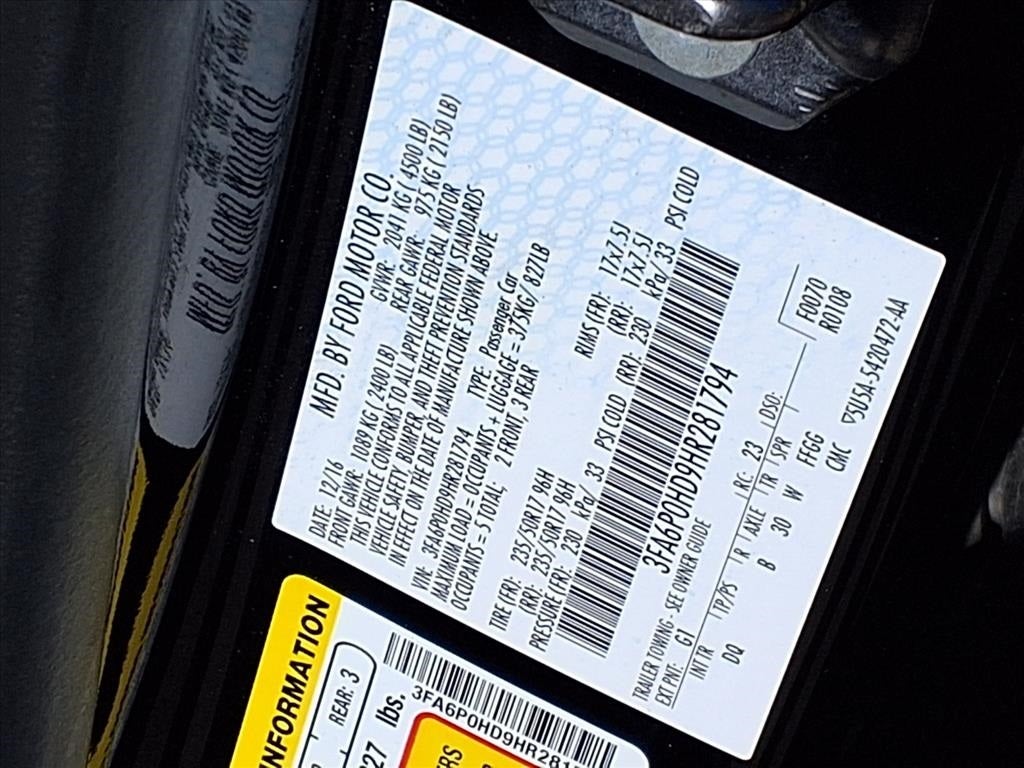 MFD. BY FORD MOTOR CO.
DATE: 12/16 GVWR: 2041 KG ( 4500 LB)
FRONT GAWR: 1089 KG ( 2400 LB) REAR GAWR: 975 KG ( 2150 LB)
THIS VEHICLE CONFORMS TO ALL APPLICABLE FEDERAL MOTOR
VEHICLE SAFETY, BUMPER, AND THEFT PREVENTION STANDARDS
IN EFFECT ON THE DATE OF MANUFACTURE SHOWN ABOVE
VIN: 3FA6P0HD9HR281794 TYPE: Passenger Car
MAXIMUM LOAD = OCCUPANTS + LUGGAGE = 375KG/ 827LB
OCCUPANTS = 5 TOTAL; 2 FRONT, 3 REAR
TIRE (FR): 235/50R17 96H RIMS (FR): 17x7.5J
(RR): 235/50R17 96H (RR): 17x7.5J
PRESSURE (FR): 230 kPa/ 33 PSI COLD (RR): 230 kPa/ 33 PSI COLD
3FA6P0HD9HR281794
TRAILER TOWING - SEE OWNER GUIDE
EXT PNT: G1 RC: 23 DSO: F0070
INT TR TP/PS R AXLE TR SPR R0108
DQ B 30 W FFGG
CMC ▽5U5A-5420472-AA
INFORMATION
REAR: 3
827 lbs.
3FA6P0HD9HR281